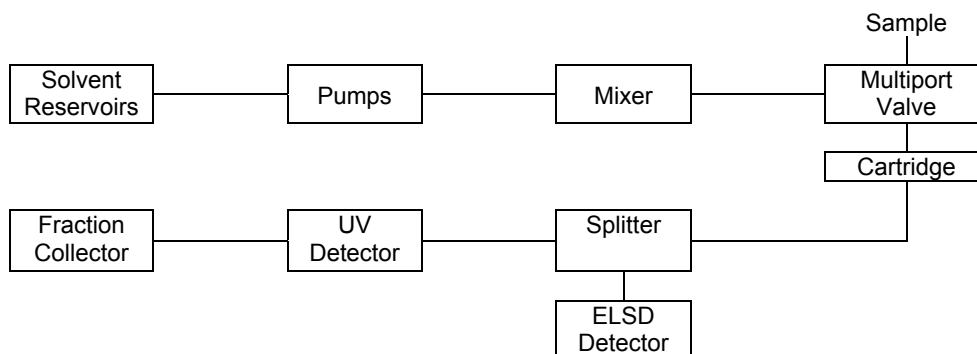 Sample
Solvent
Reservoirs
Pumps
Mixer
Multiport
Valve
Cartridge
Fraction
Collector
UV
Detector
Splitter
ELSD
Detector